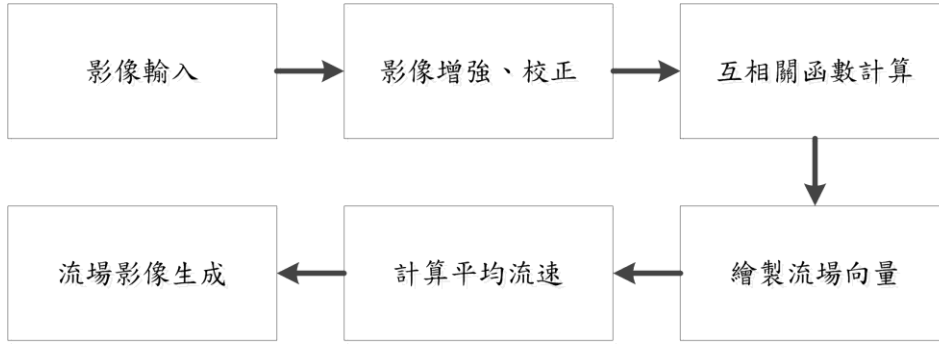 影像輸入
影像增強、校正
互相關函數計算
繪製流場向量
計算平均流速
流場影像生成